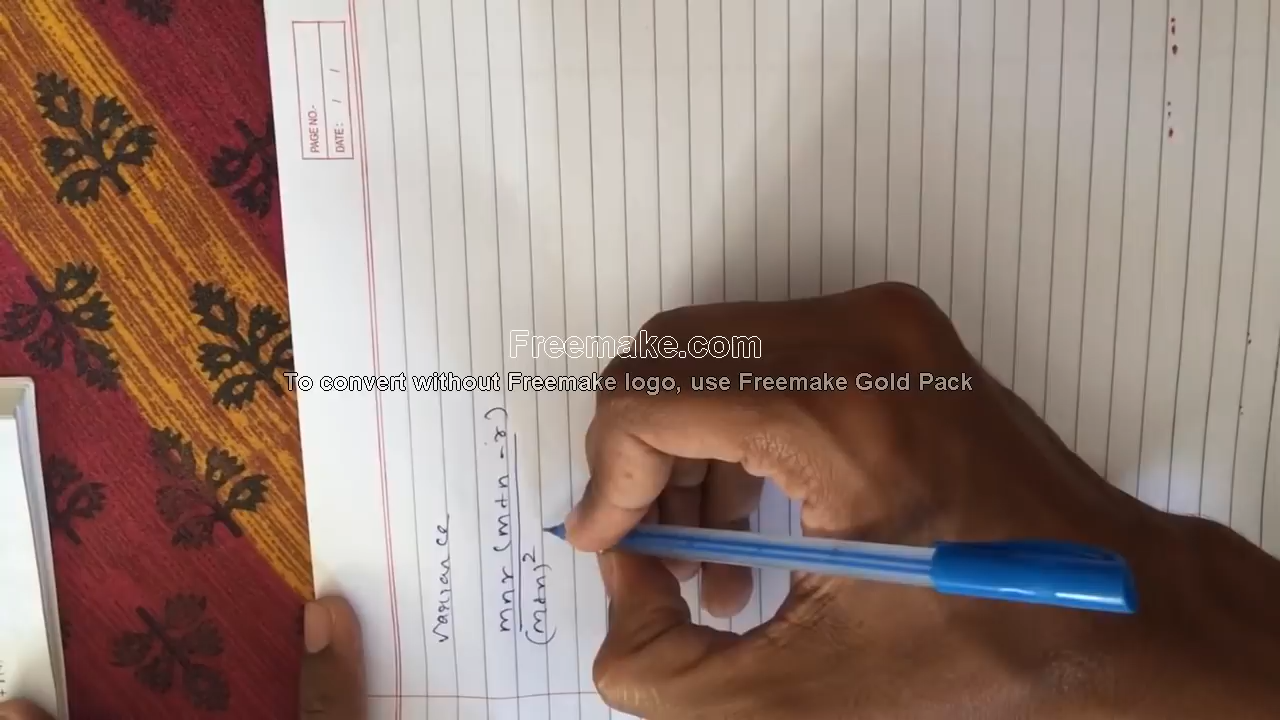 PAGE NO.-
DATE: / /
variance
mnr (m+n-r)
(m+n)²
Freemake.com
To convert without Freemake logo, use Freemake Gold Pack